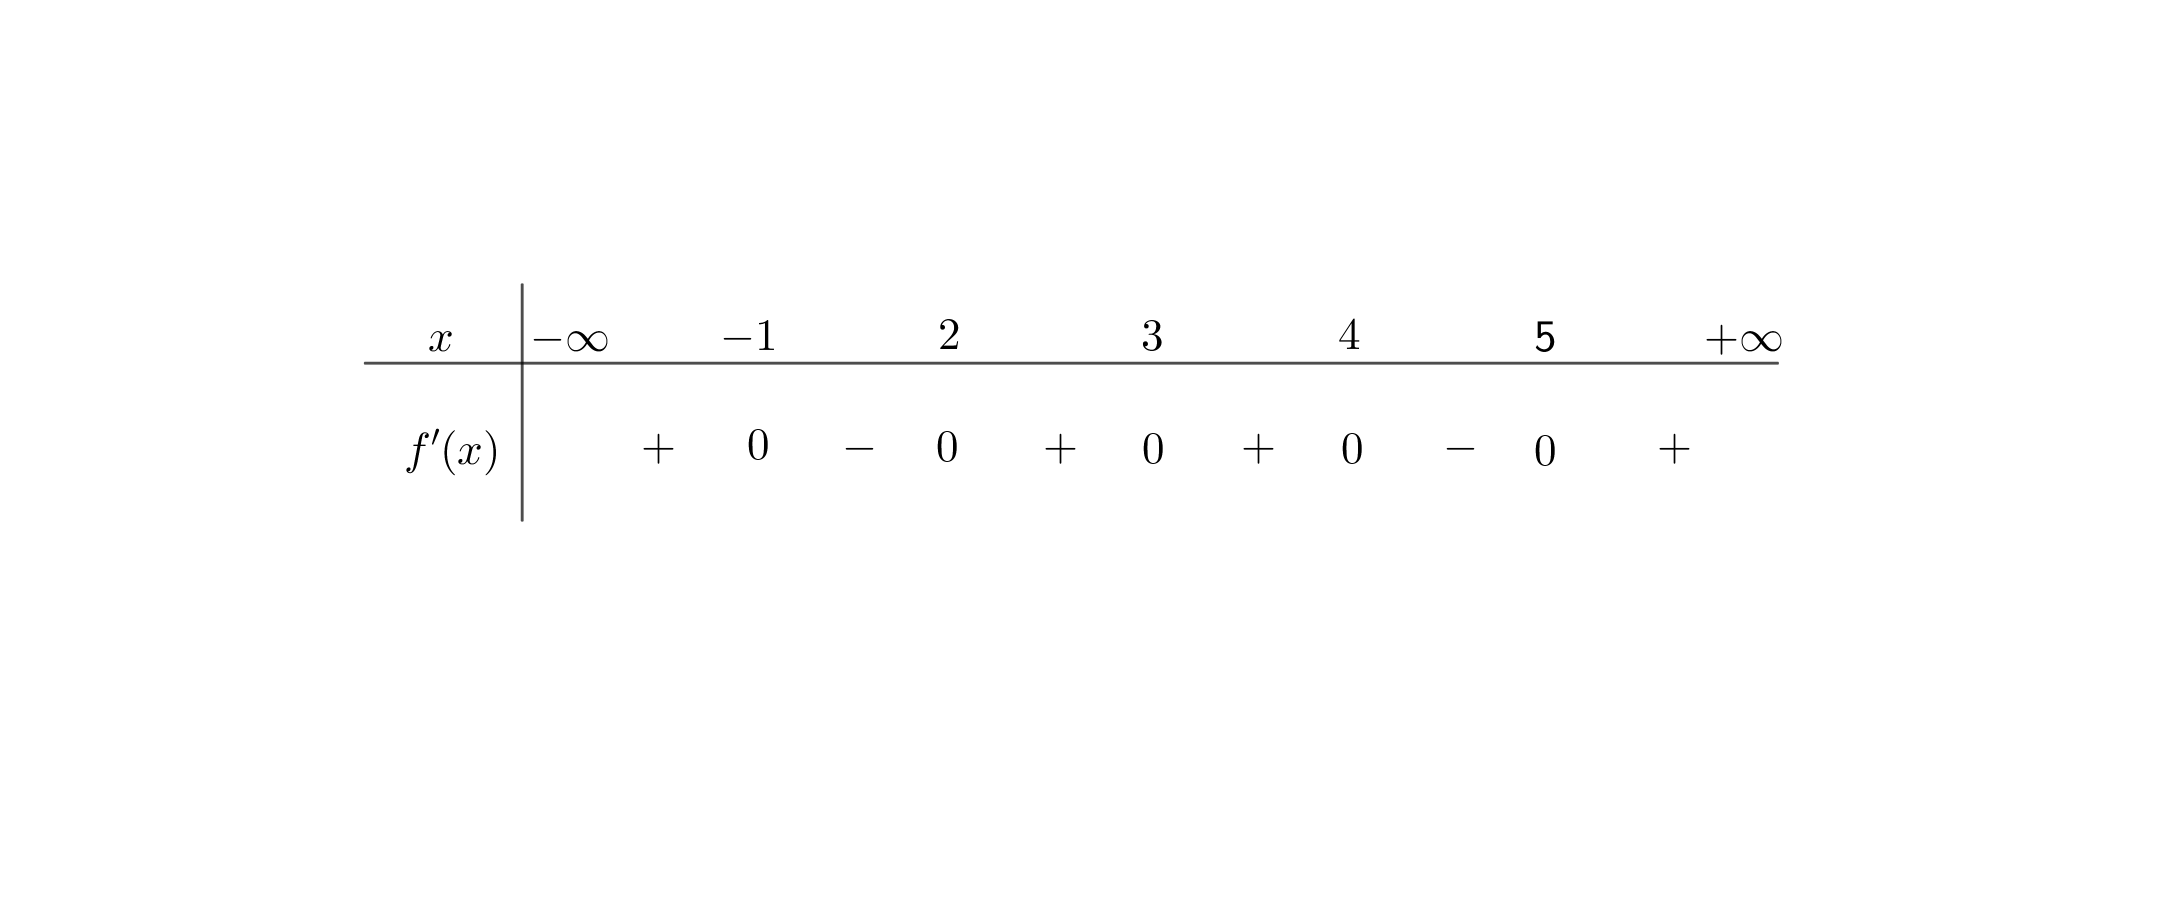 x −∞ −1 2 3 4 5 +∞
f′(x) + 0 − 0 + 0 + 0 − 0 +